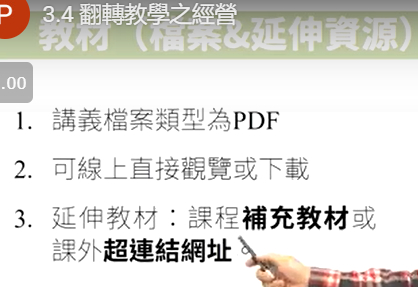 P
3.4 翻轉教學之經營
教材（檔案&延伸資源）
.00
1. 講義檔案類型為PDF
2. 可線上直接觀覽或下載
3. 延伸教材：課程補充教材或
課外超連結網址